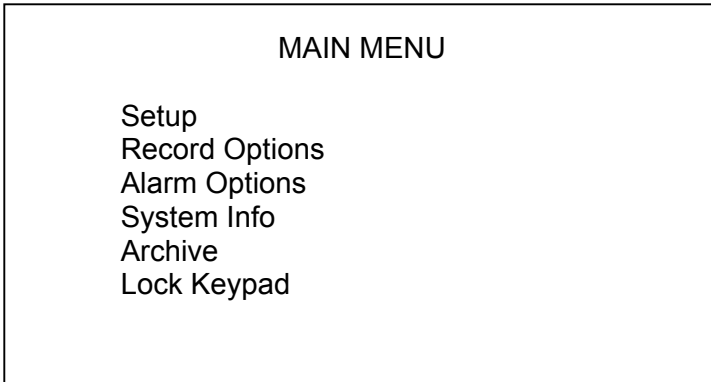 MAIN MENU
Setup
Record Options
Alarm Options
System Info
Archive
Lock Keypad